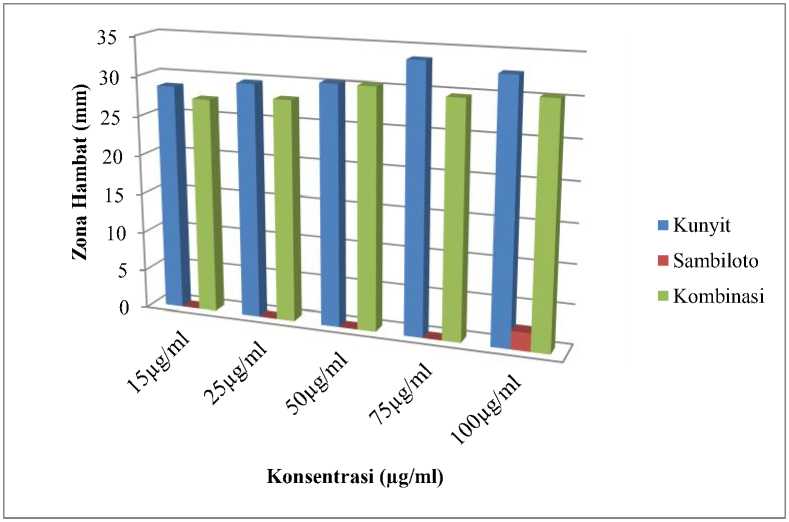 35
30
25
20
15
10
5
0
Zona Hambat (mm)
15µg/ml
25µg/ml
50µg/ml
75µg/ml
100µg/ml
Konsentrasi (µg/ml)
Kunyit
Sambiloto
Kombinasi